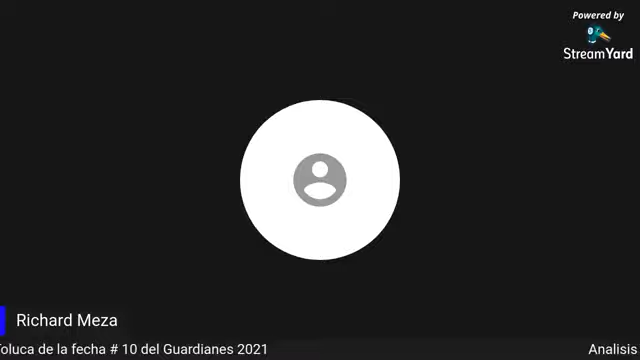 Powered by
StreamYard
Richard Meza
Toluca de la fecha # 10 del Guardianes 2021 Analisis